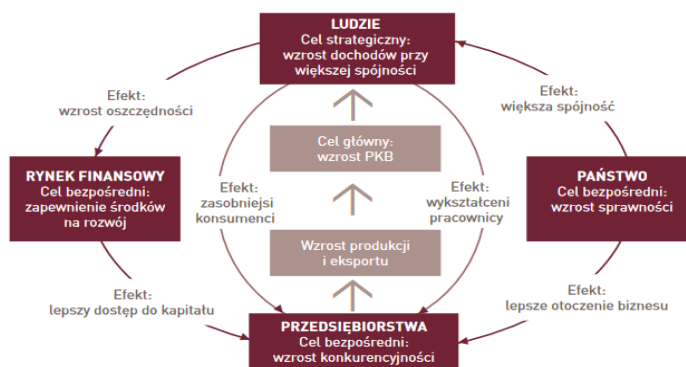 LUDZIE
Cel strategiczny:
wzrost dochodów przy
większej spójności
Efekt:
wzrost oszczędności
Efekt:
większa spójność
Cel główny:
wzrost PKB
RYNEK FINANSOWY
Cel bezpośredni:
zapewnienie środków
na rozwój
Efekt:
zasobniejsi
konsumenci
Efekt:
wykształceni
pracownicy
PAŃSTWO
Cel bezpośredni:
wzrost sprawności
Wzrost produkcji
i eksportu
Efekt:
lepszy dostęp do kapitału
Efekt:
lepsze otoczenie biznesu
PRZEDSIĘBIORSTWA
Cel bezpośredni:
wzrost konkurencyjności